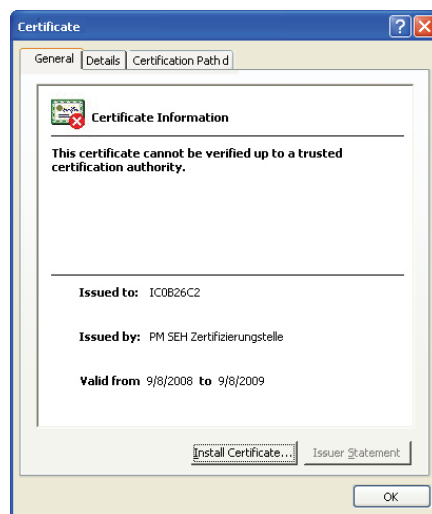 Certificate
General Details Certification Path d
Certificate Information
This certificate cannot be verified up to a trusted
certification authority.
Issued to: IC0B26C2
Issued by: PM SEH Zertifizierungstelle
Valid from 9/8/2008 to 9/8/2009
Install Certificate... Issuer Statement
OK